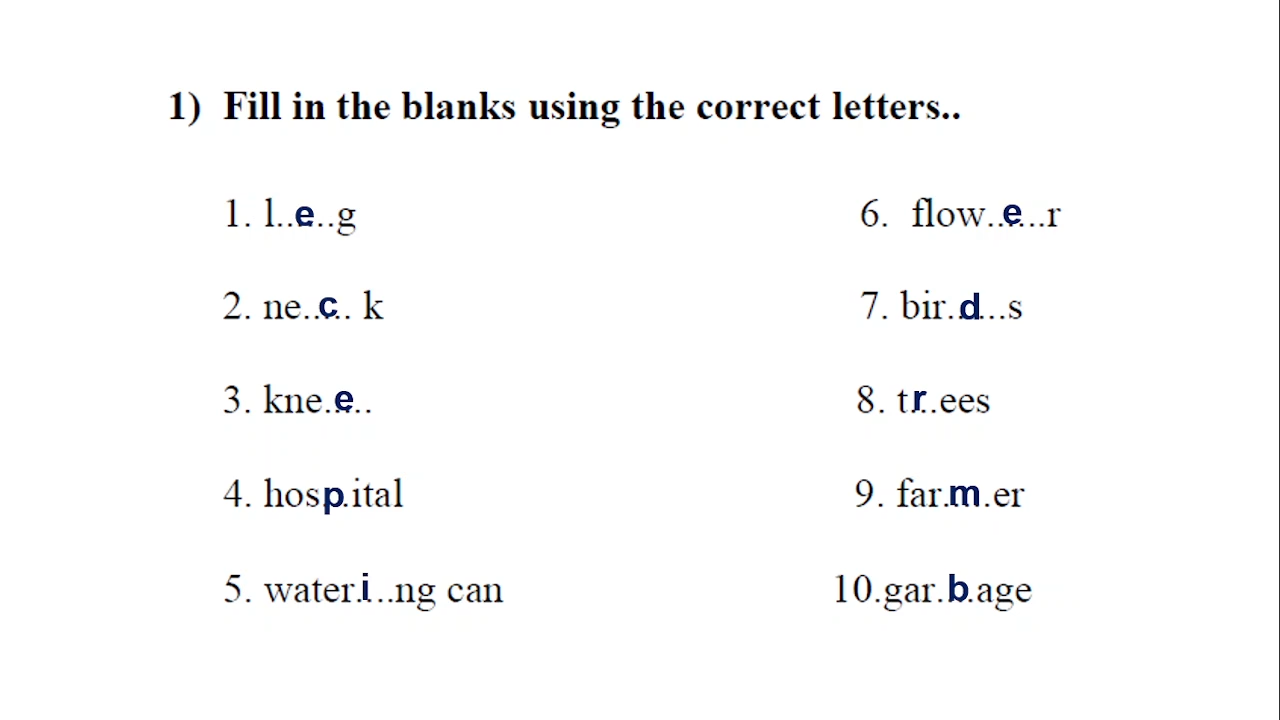 1) Fill in the blanks using the correct letters..
1. l..e..g
2. ne..c.. k
3. kne.e..
4. hosp.ital
5. water.i..ng can
6. flow..e...r
7. bir.d...s
8. tr..ees
9. far.m.er
10.gar.b.age